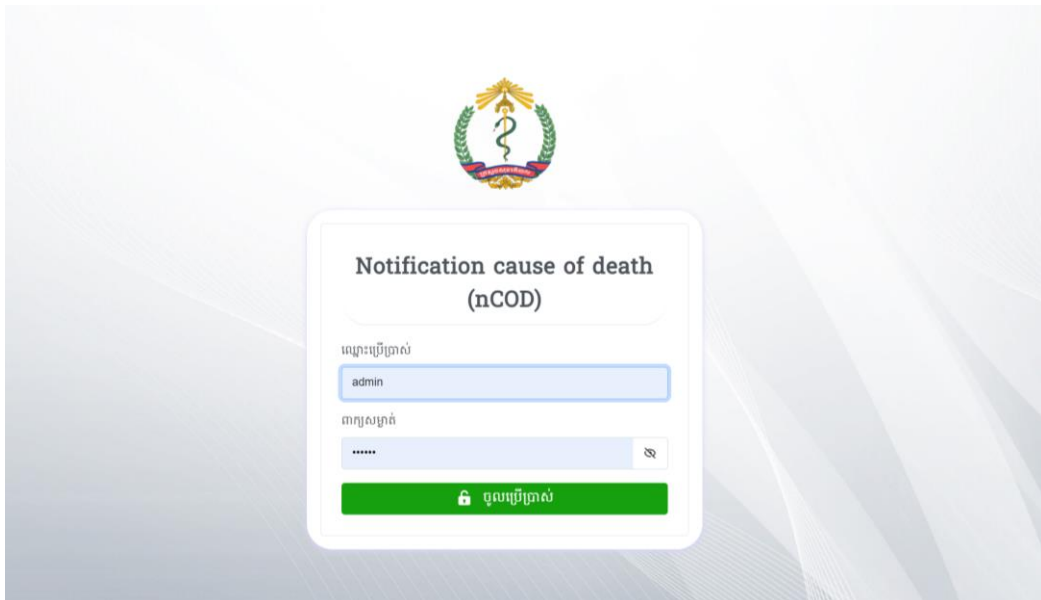 Notification cause of death
(nCOD)
ឈ្មោះប្រើប្រាស់
admin
ពាក្យសម្ងាត់
••••••
ចូលប្រើប្រាស់